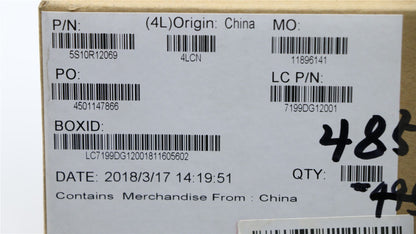 P/N: (4L)Origin: China MO:
5S10R12069 4LCN 11896141
PO: LC P/N:
4501147866 7199DG12001
BOXID:
LC7199DG12001811605602
485
DATE: 2018/3/17 14:19:51 QTY:
Contains Merchandise From : China